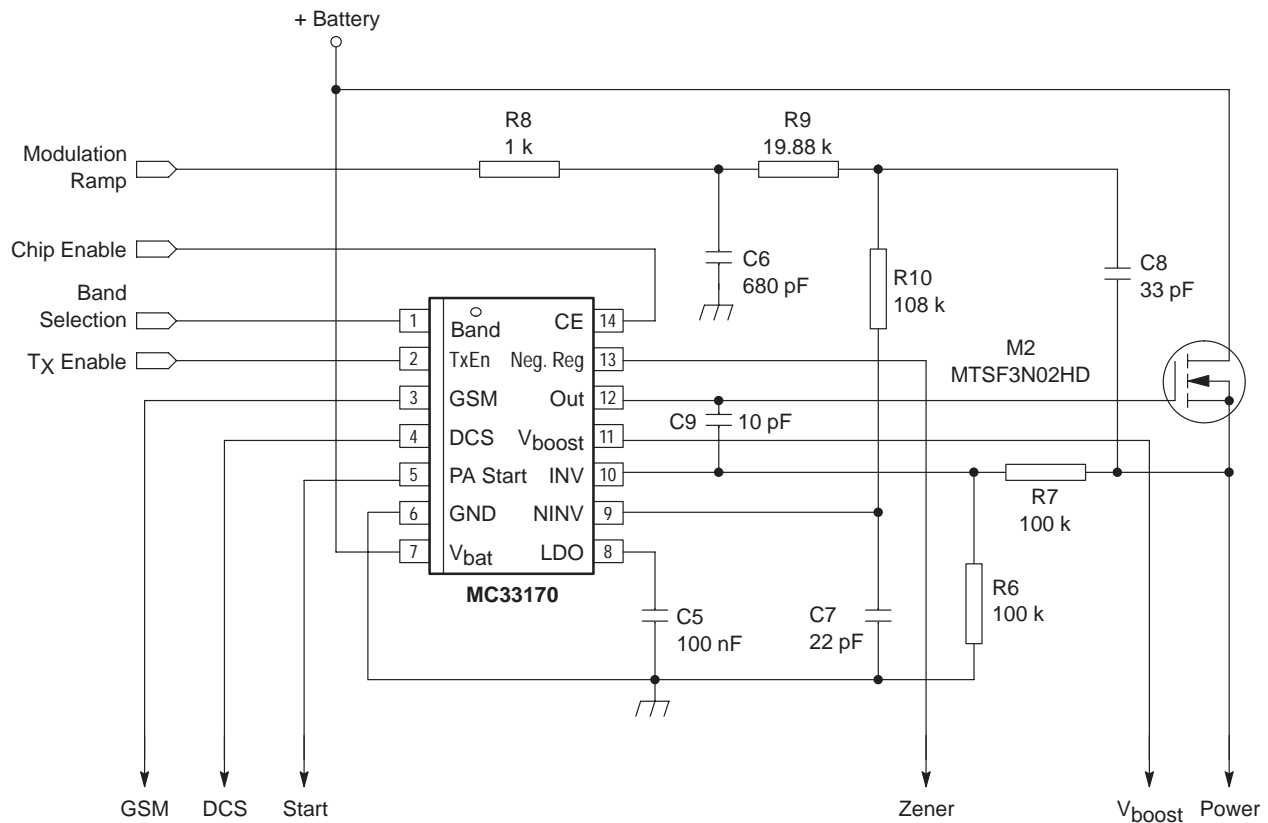 + Battery
R8
1 k
R9
19.88 k
Modulation
Ramp
Chip Enable
C6
680 pF
R10
108 k
C8
33 pF
Band
Selection
TX Enable
1
Band
CE
14
2
TxEn
Neg. Reg
13
3
GSM
Out
12
4
DCS
Vboost
11
5
PA Start
INV
10
6
GND
NINV
9
7
Vbat
LDO
8
MC33170
M2
MTSF3N02HD
C9
10 pF
R7
100 k
R6
100 k
C5
100 nF
C7
22 pF
GSM
DCS
Start
Zener
Vboost
Power